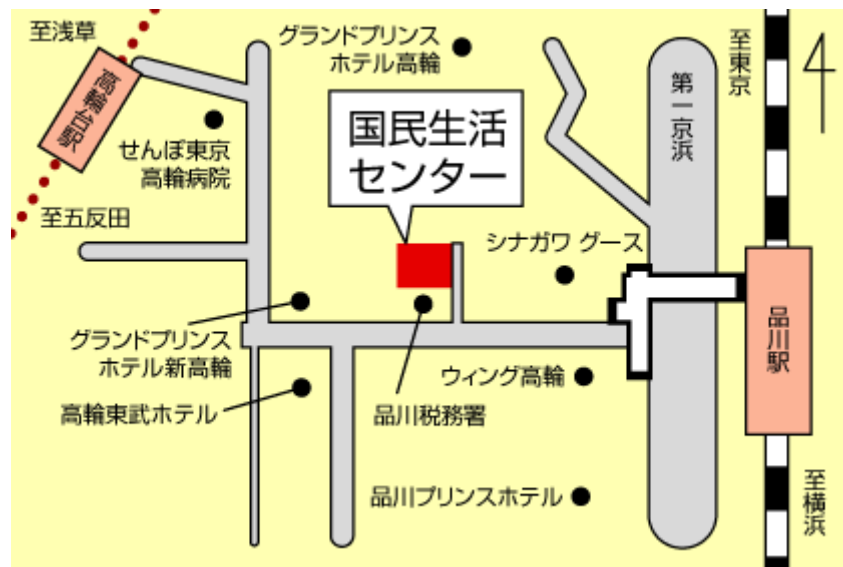 至浅草
高輪台駅
せんぽ東京
高輪病院
至五反田
グランドプリンス
ホテル高輪
国民生活
センター
第一京浜
至東京
シナガワ グース
グランドプリンス
ホテル新高輪
高輪東武ホテル
品川税務署
ウィング高輪
品川プリンスホテル
品川駅
至横浜